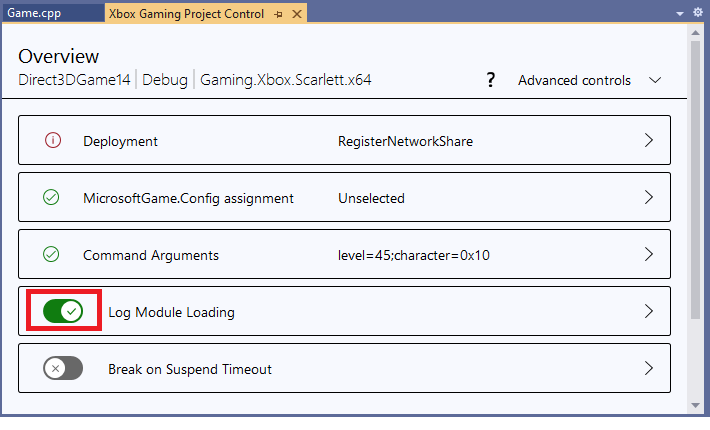 Game.cpp Xbox Gaming Project Control
Overview
Direct3DGame14 Debug Gaming.Xbox.Scarlett.x64 ? Advanced controls
Deployment RegisterNetworkShare
MicrosoftGame.Config assignment Unselected
Command Arguments level=45;character=0x10
Log Module Loading
Break on Suspend Timeout